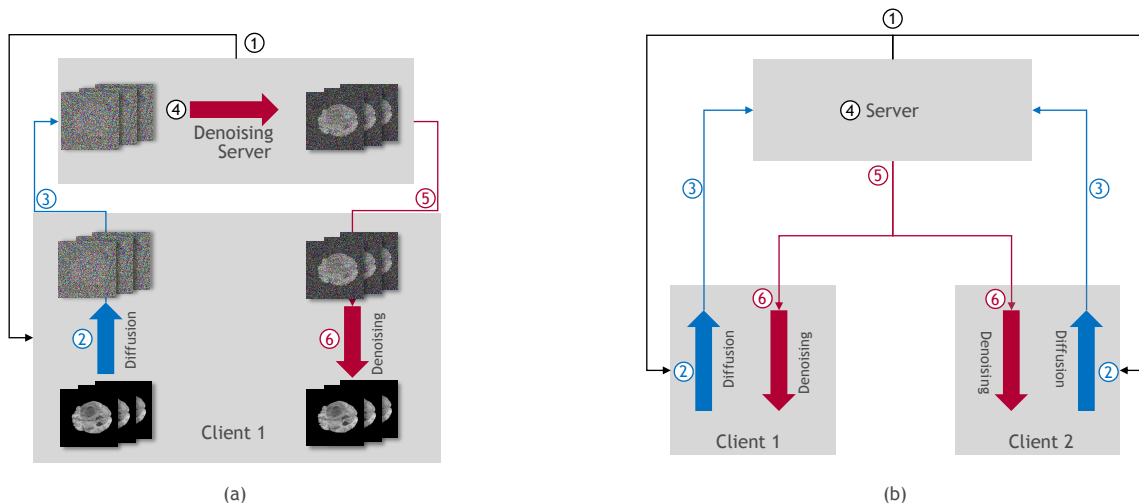 ①
④
Denoising
Server
③
⑤
②
Diffusion
⑥
Denoising
Client 1
(a)
①
④ Server
⑤
③
③
⑥
⑥
②
Diffusion
Denoising
Denoising
Diffusion
②
Client 1
Client 2
(b)